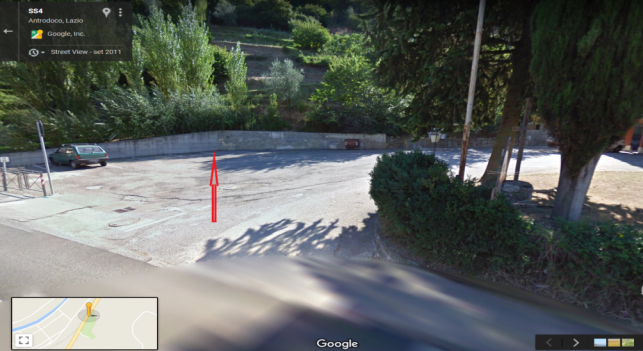 SS4
Antrodoco, Lazio
Google, Inc.
Street View - set 2011
Google